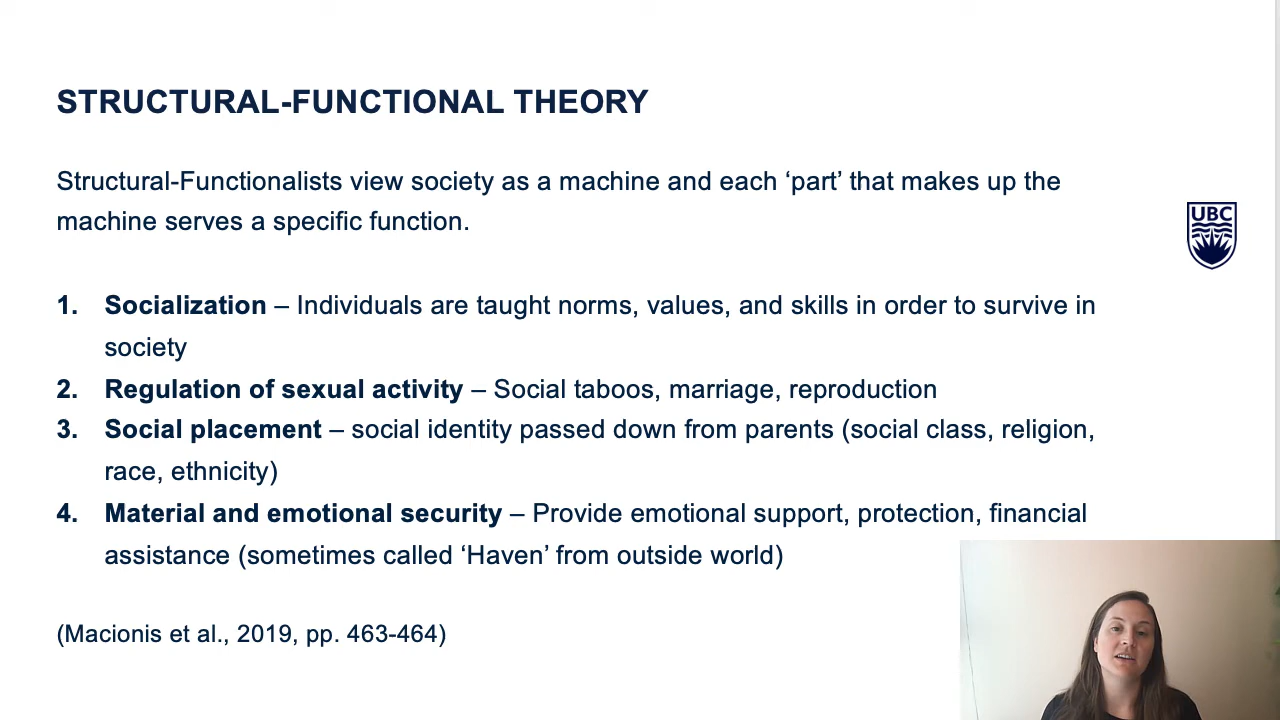 STRUCTURAL-FUNCTIONAL THEORY
Structural-Functionalists view society as a machine and each ‘part’ that makes up the
machine serves a specific function.
UBC
1. Socialization – Individuals are taught norms, values, and skills in order to survive in
society
2. Regulation of sexual activity – Social taboos, marriage, reproduction
3. Social placement – social identity passed down from parents (social class, religion,
race, ethnicity)
4. Material and emotional security – Provide emotional support, protection, financial
assistance (sometimes called ‘Haven’ from outside world)
(Macionis et al., 2019, pp. 463-464)